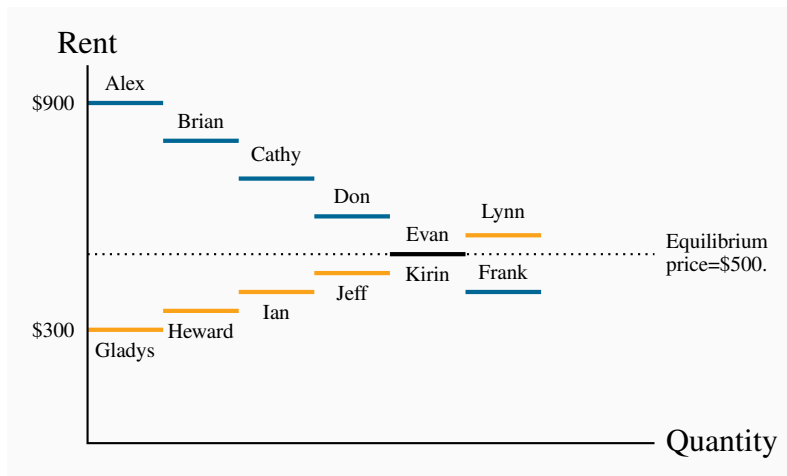 Rent
Alex
$900
Brian
Cathy
Don
Lynn
Evan
Equilibrium
price=$500.
Kirin
Frank
Jeff
Ian
$300
Heward
Gladys
Quantity